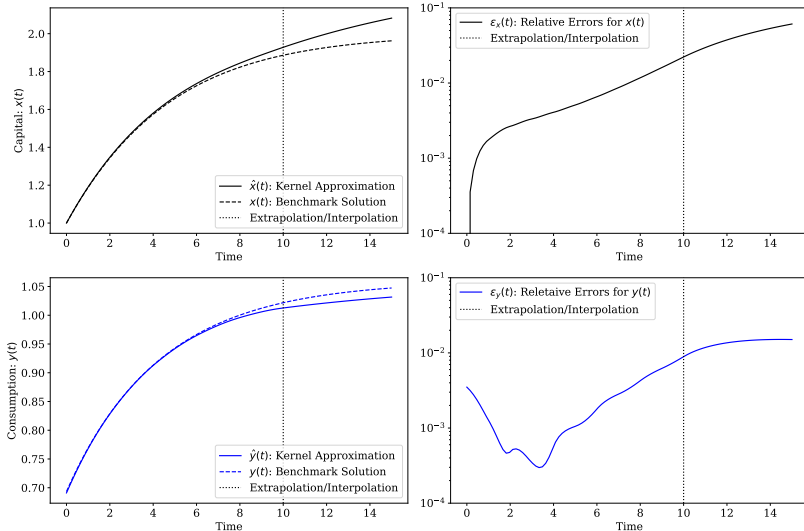 2.0
1.8
1.6
1.4
1.2
1.0
Capital: x(t)
x̂(t): Kernel Approximation
x(t): Benchmark Solution
Extrapolation/Interpolation
0 2 4 6 8 10 12 14
Time
10⁻¹
10⁻²
10⁻³
10⁻⁴
εₓ(t): Relative Errors for x(t)
Extrapolation/Interpolation
0 2 4 6 8 10 12 14
Time
1.05
1.00
0.95
0.90
0.85
0.80
0.75
0.70
Consumption: y(t)
ŷ(t): Kernel Approximation
y(t): Benchmark Solution
Extrapolation/Interpolation
0 2 4 6 8 10 12 14
Time
10⁻¹
10⁻²
10⁻³
10⁻⁴
ε_y(t): Reletaive Errors for y(t)
Extrapolation/Interpolation
0 2 4 6 8 10 12 14
Time